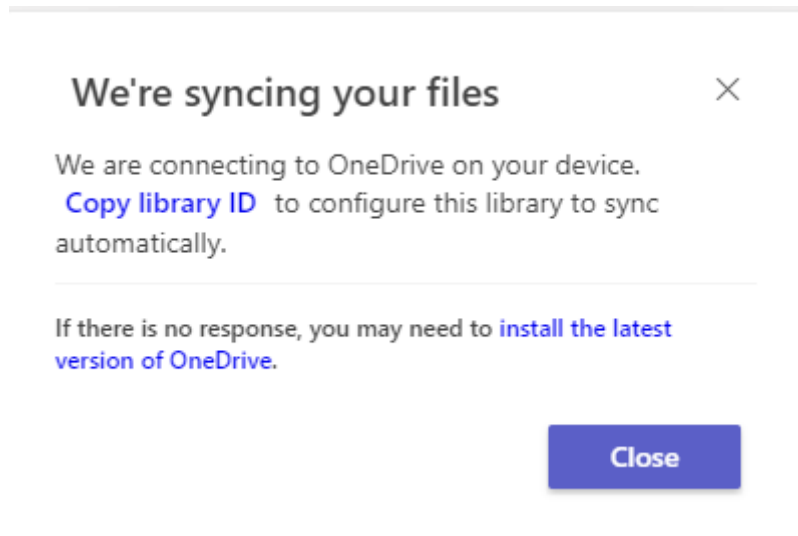 We're syncing your files
We are connecting to OneDrive on your device.
Copy library ID to configure this library to sync
automatically.
If there is no response, you may need to install the latest
version of OneDrive.
Close